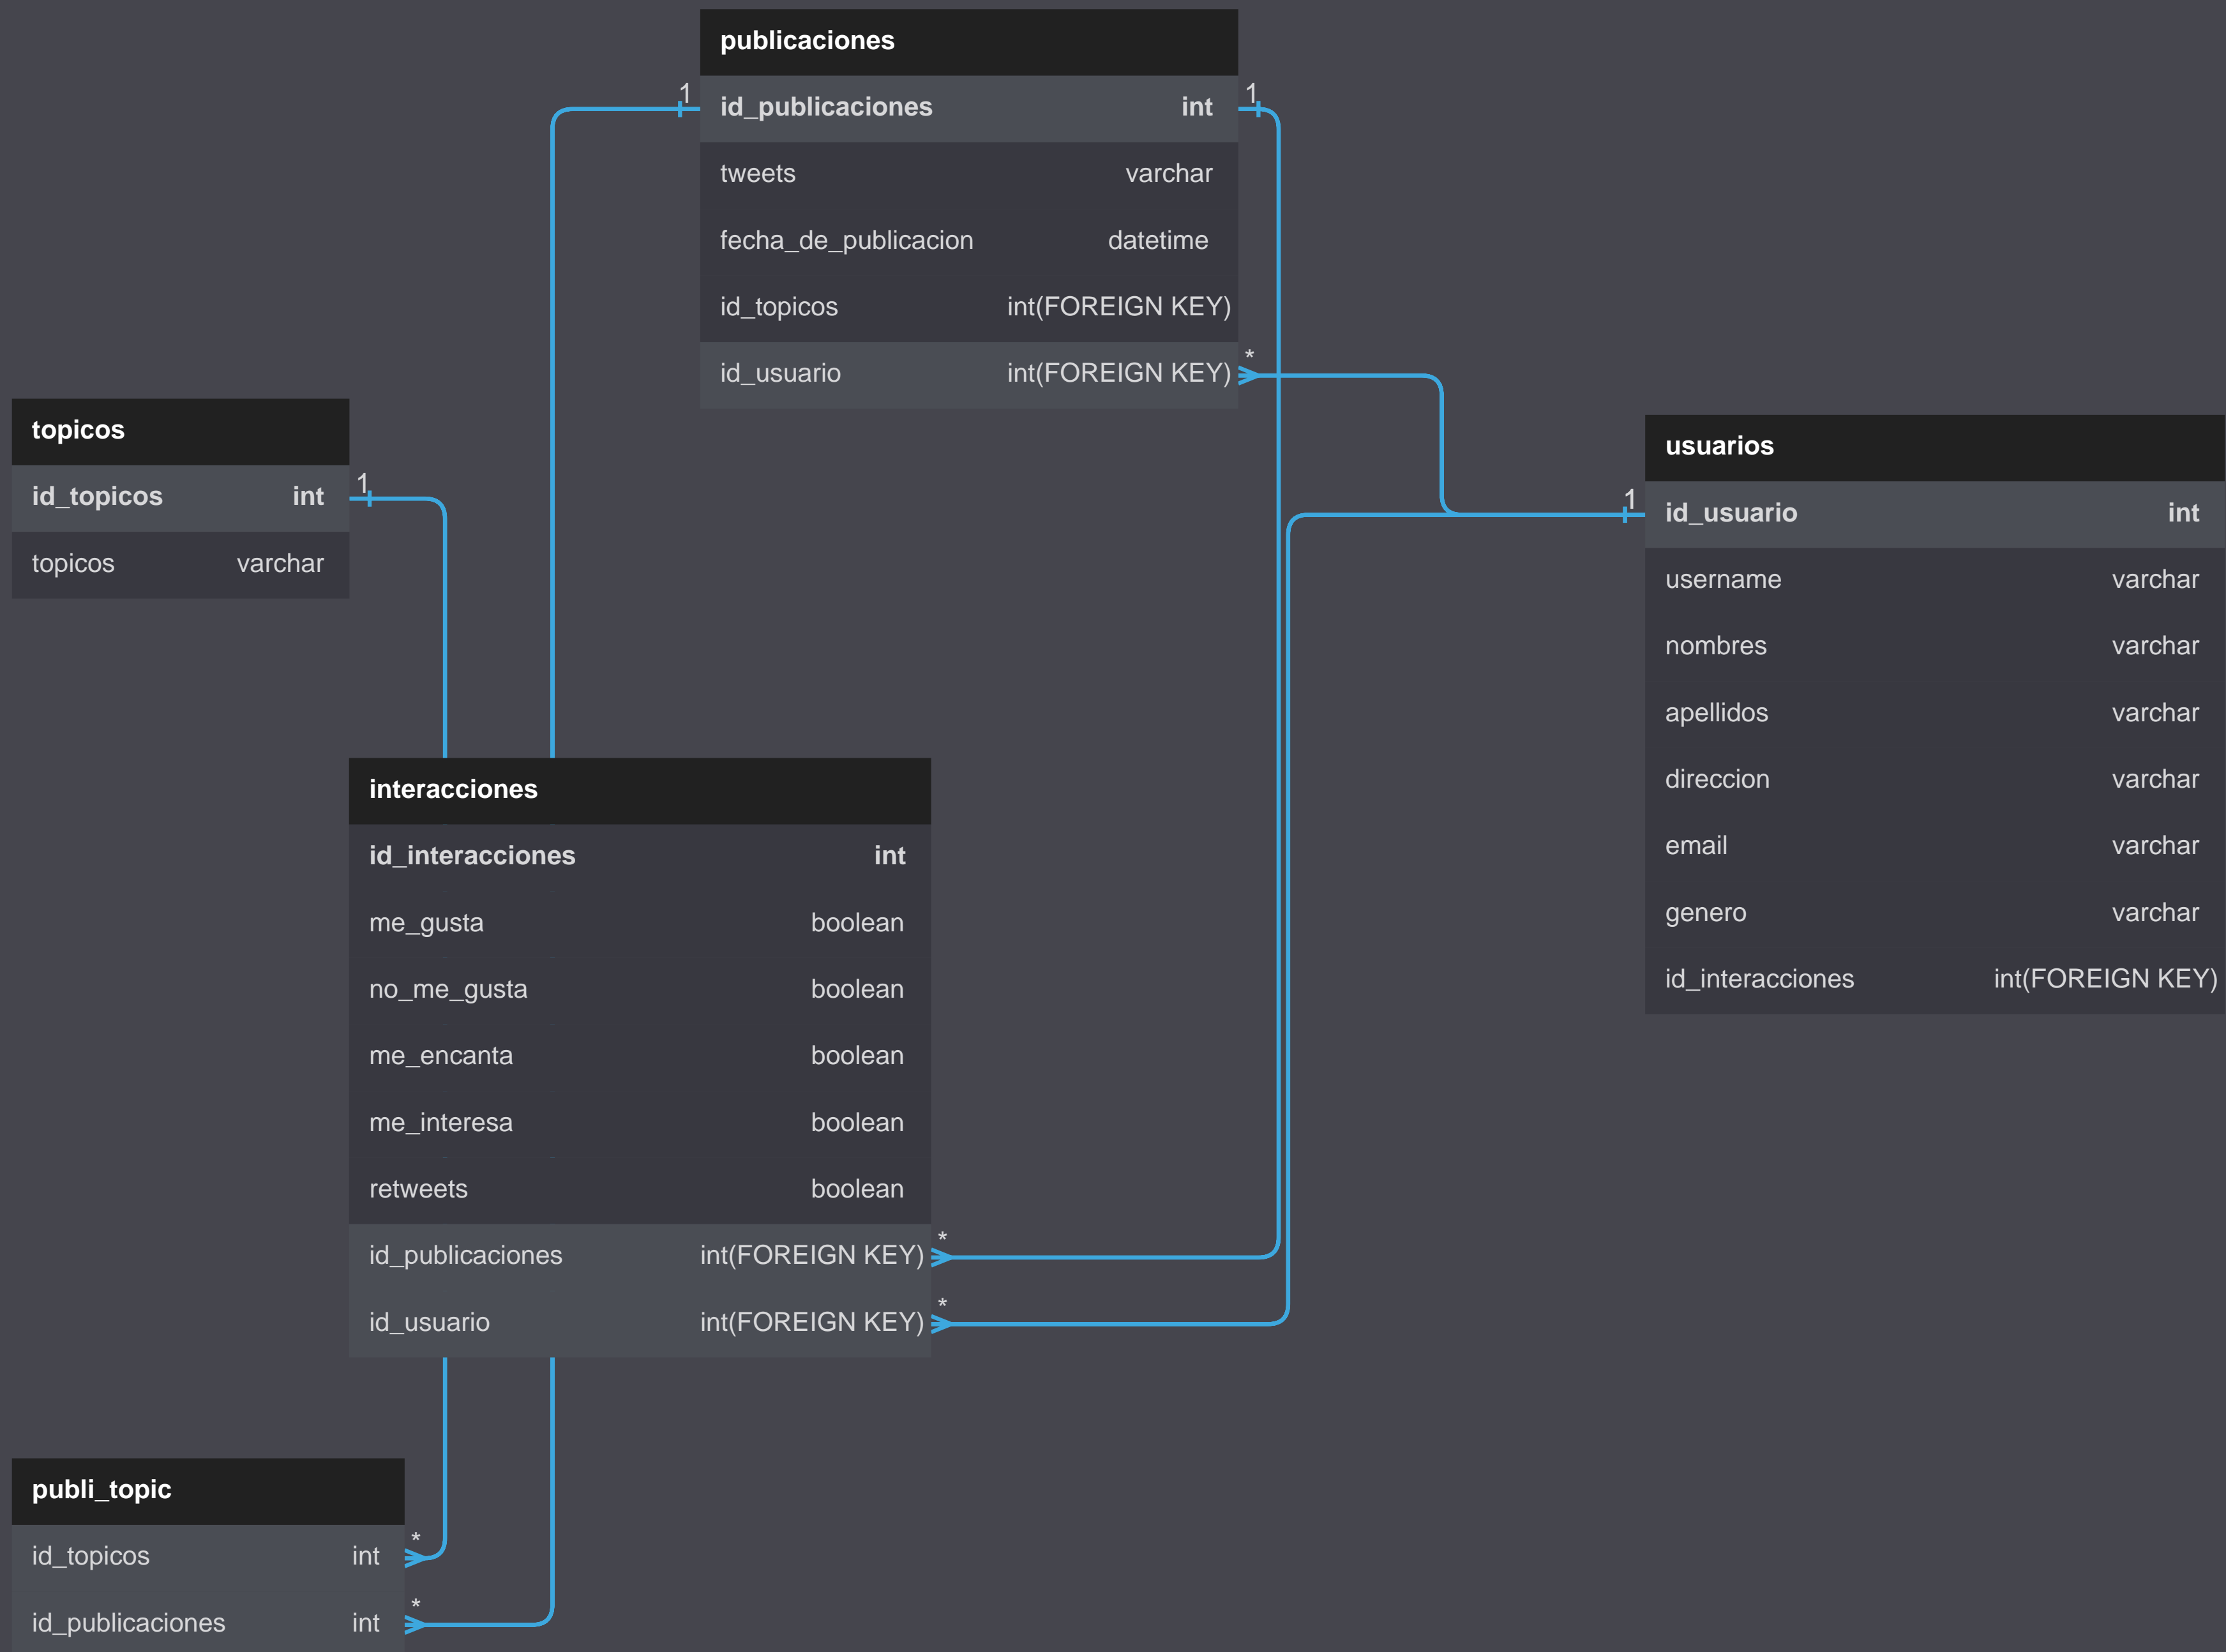 publicaciones
1
1
id_publicaciones int
tweets varchar
fecha_de_publicacion datetime
id_topicos int(FOREIGN KEY)
*
id_usuario int(FOREIGN KEY)
topicos
1
id_topicos int
topicos varchar
usuarios
1
id_usuario int
username varchar
nombres varchar
apellidos varchar
direccion varchar
email varchar
genero varchar
id_interacciones int(FOREIGN KEY)
interacciones
id_interacciones int
me_gusta boolean
no_me_gusta boolean
me_encanta boolean
me_interesa boolean
retweets boolean
*
id_publicaciones int(FOREIGN KEY)
*
id_usuario int(FOREIGN KEY)
publi_topic
*
id_topicos int
*
id_publicaciones int